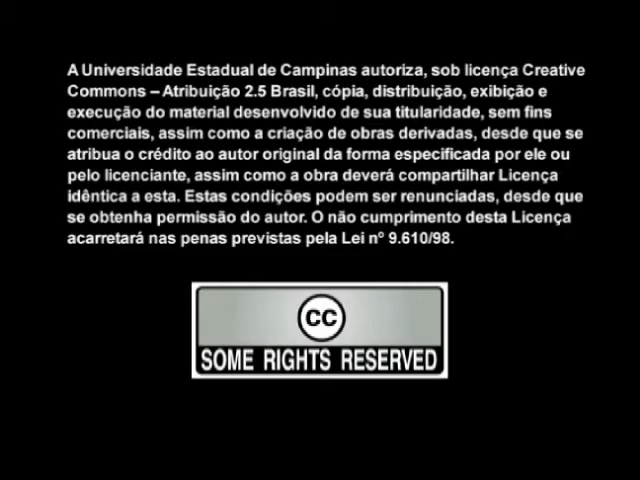 A Universidade Estadual de Campinas autoriza, sob licença Creative
Commons – Atribuição 2.5 Brasil, cópia, distribuição, exibição e
execução do material desenvolvido de sua titularidade, sem fins
comerciais, assim como a criação de obras derivadas, desde que se
atribua o crédito ao autor original da forma especificada por ele ou
pelo licenciante, assim como a obra deverá compartilhar Licença
idêntica a esta. Estas condições podem ser renunciadas, desde que
se obtenha permissão do autor. O não cumprimento desta Licença
acarretará nas penas previstas pela Lei nº 9.610/98.
CC
SOME RIGHTS RESERVED